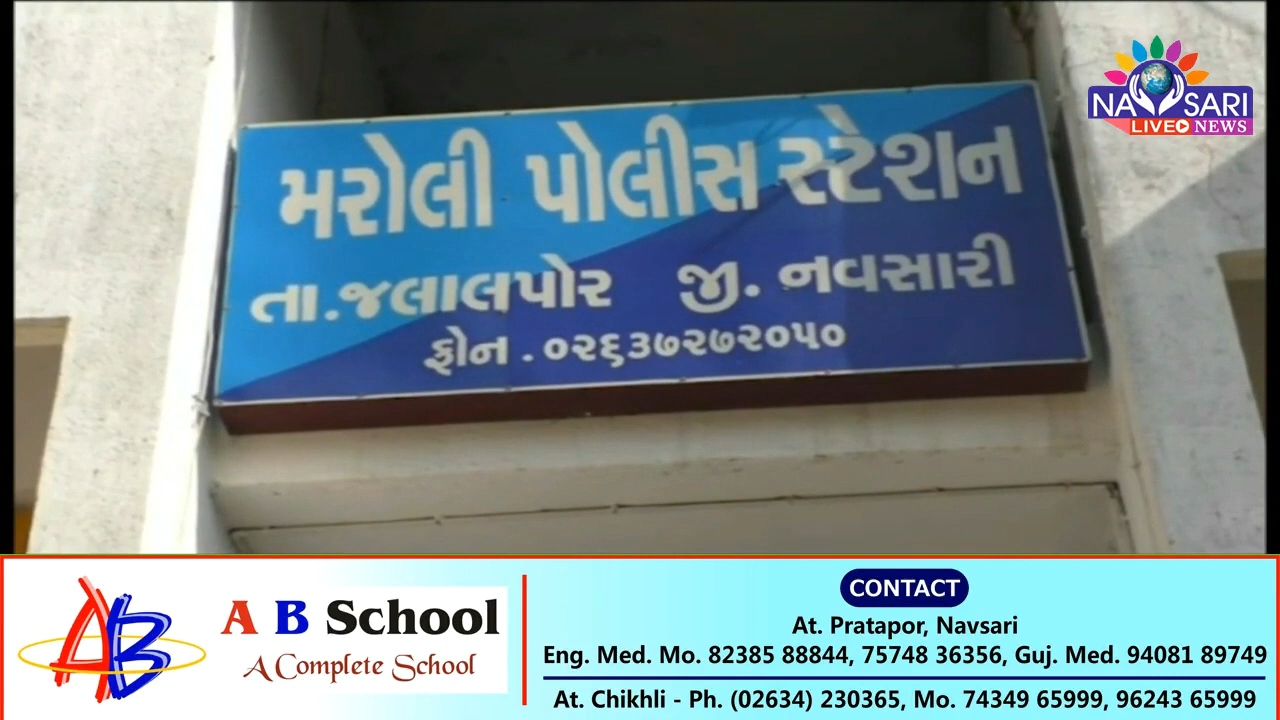 NAVSARI
LIVE NEWS
મરોલી પોલીસ સ્ટેશન
તા.જલાલપોર જી. નવસારી
ફોન . ૦૨૬૩૭૨૭૨૦૫૦
AB
A B School
A Complete School
CONTACT
At. Pratapor, Navsari
Eng. Med. Mo. 82385 88844, 75748 36356, Guj. Med. 94081 89749
At. Chikhli - Ph. (02634) 230365, Mo. 74349 65999, 96243 65999